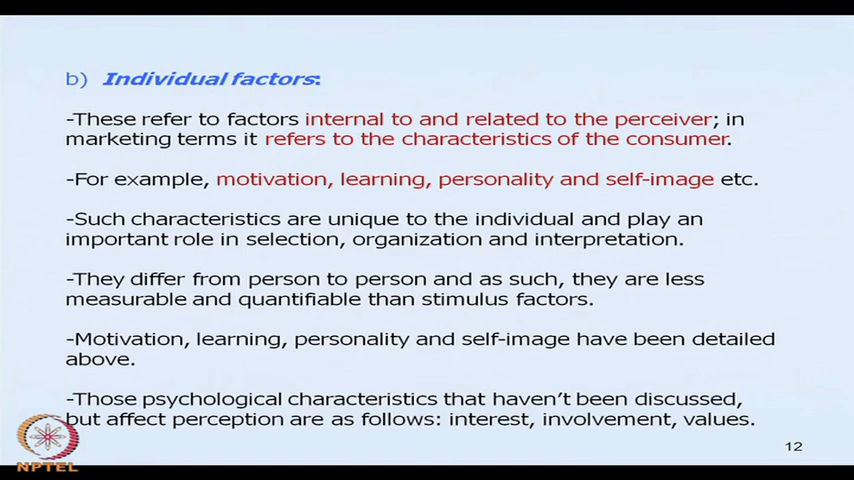 b) Individual factors:
-These refer to factors internal to and related to the perceiver; in
marketing terms it refers to the characteristics of the consumer.
-For example, motivation, learning, personality and self-image etc.
-Such characteristics are unique to the individual and play an
important role in selection, organization and interpretation.
-They differ from person to person and as such, they are less
measurable and quantifiable than stimulus factors.
-Motivation, learning, personality and self-image have been detailed
above.
-Those psychological characteristics that haven't been discussed,
but affect perception are as follows: interest, involvement, values.
12
NPTEL